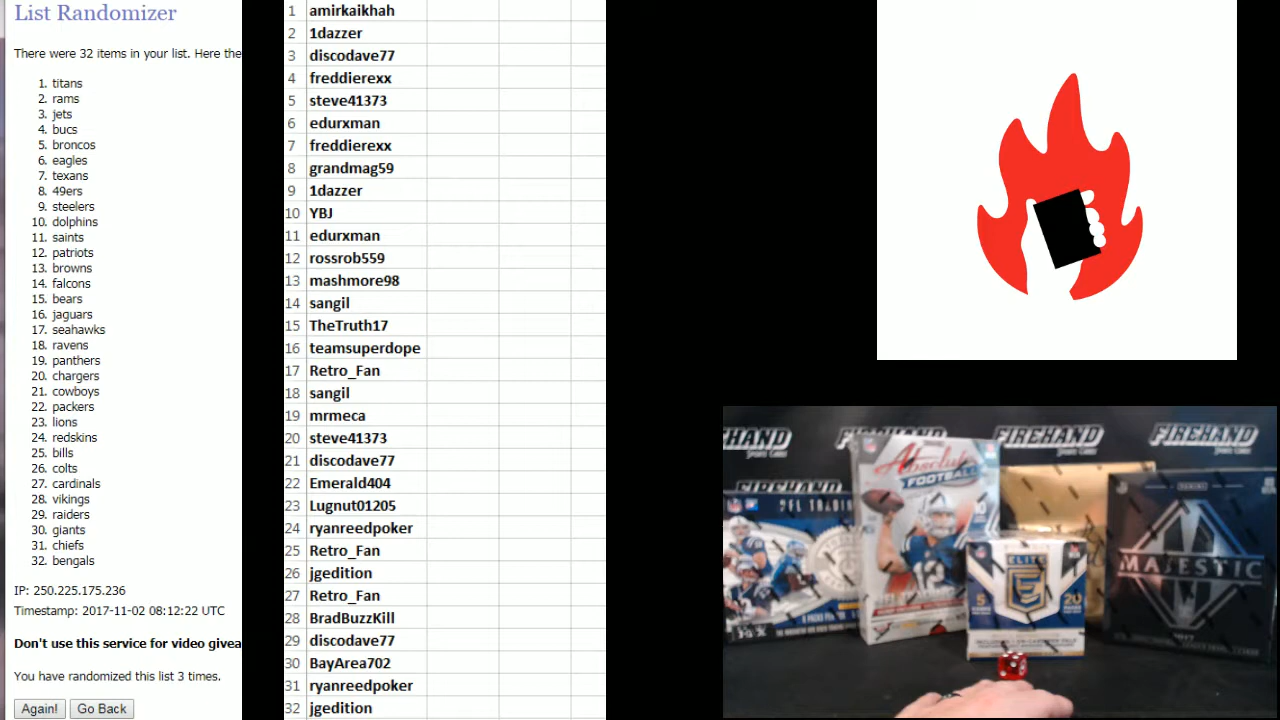 List Randomizer
There were 32 items in your list. Here the
1. titans
2. rams
3. jets
4. bucs
5. broncos
6. eagles
7. texans
8. 49ers
9. steelers
10. dolphins
11. saints
12. patriots
13. browns
14. falcons
15. bears
16. jaguars
17. seahawks
18. ravens
19. panthers
20. chargers
21. cowboys
22. packers
23. lions
24. redskins
25. bills
26. colts
27. cardinals
28. vikings
29. raiders
30. giants
31. chiefs
32. bengals
IP: 250.225.175.236
Timestamp: 2017-11-02 08:12:22 UTC
Don't use this service for video givea
You have randomized this list 3 times.
Again! Go Back
1 amirkaikhah
2 1dazzer
3 discodave77
4 freddierexx
5 steve41373
6 edurxman
7 freddierexx
8 grandmag59
9 1dazzer
10 YBJ
11 edurxman
12 rossrob559
13 mashmore98
14 sangil
15 TheTruth17
16 teamsuperdope
17 Retro_Fan
18 sangil
19 mrmeca
20 steve41373
21 discodave77
22 Emerald404
23 Lugnut01205
24 ryanreedpoker
25 Retro_Fan
26 jgedition
27 Retro_Fan
28 BradBuzzKill
29 discodave77
30 BayArea702
31 ryanreedpoker
32 jgedition
FIREHAND
FIREHAND
Absolute
FOOTBALL
12
ELITE
5
20
MAJESTIC
2017